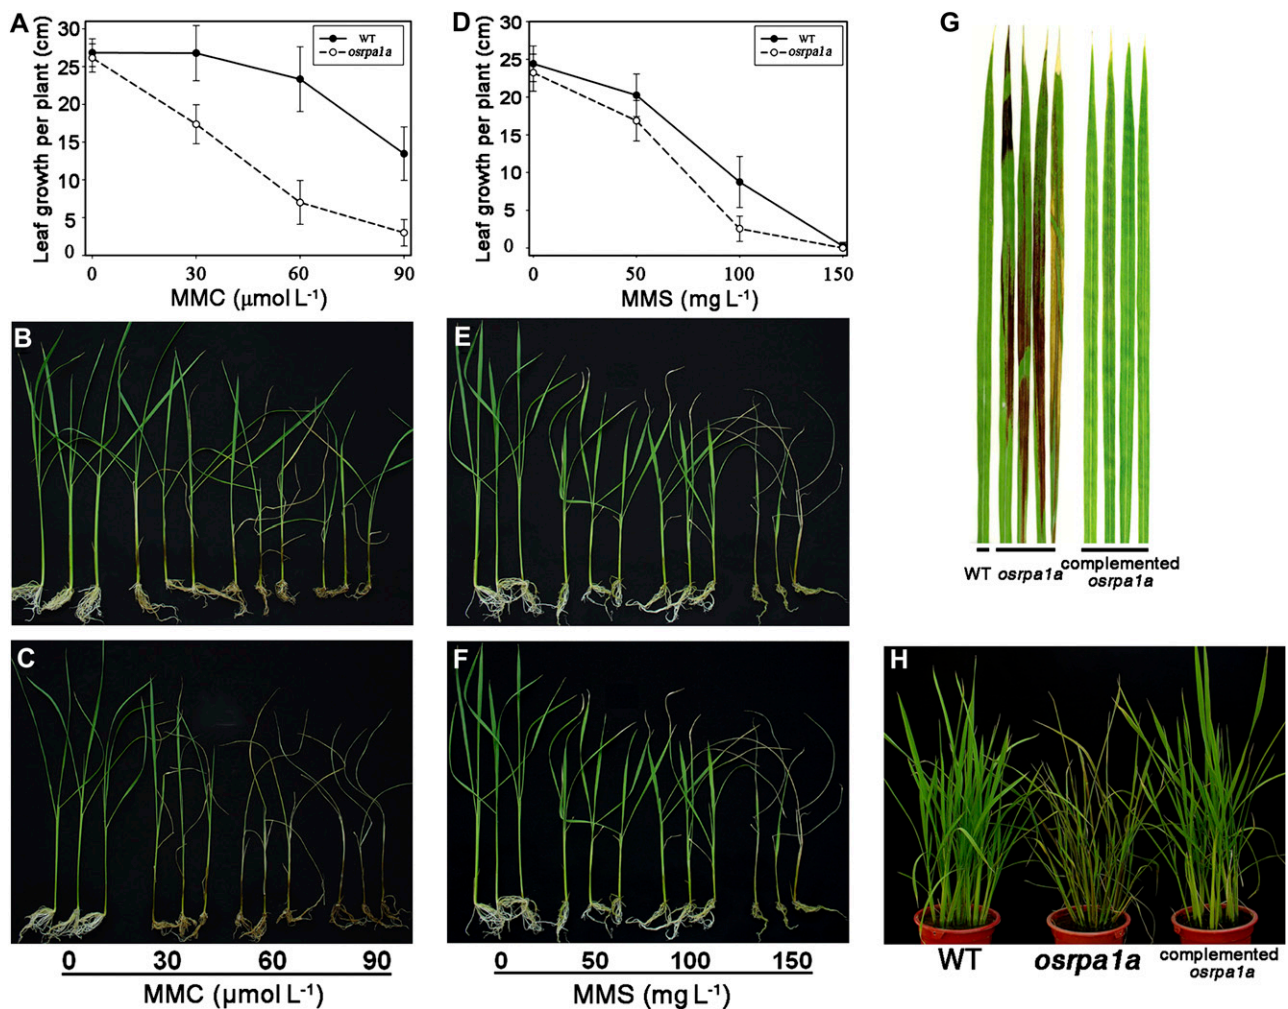 A
Leaf growth per plant (cm)
30
25
20
15
10
5
0
WT
osrpa1a
0 30 60 90
MMC (μmol L-1)
D
Leaf growth per plant (cm)
30
25
20
15
10
5
0
WT
osrpa1a
0 50 100 150
MMS (mg L-1)
G
WT osrpa1a complemented
osrpa1a
B
E
C
F
0 30 60 90
MMC (μmol L-1)
0 50 100 150
MMS (mg L-1)
H
WT osrpa1a complemented
osrpa1a